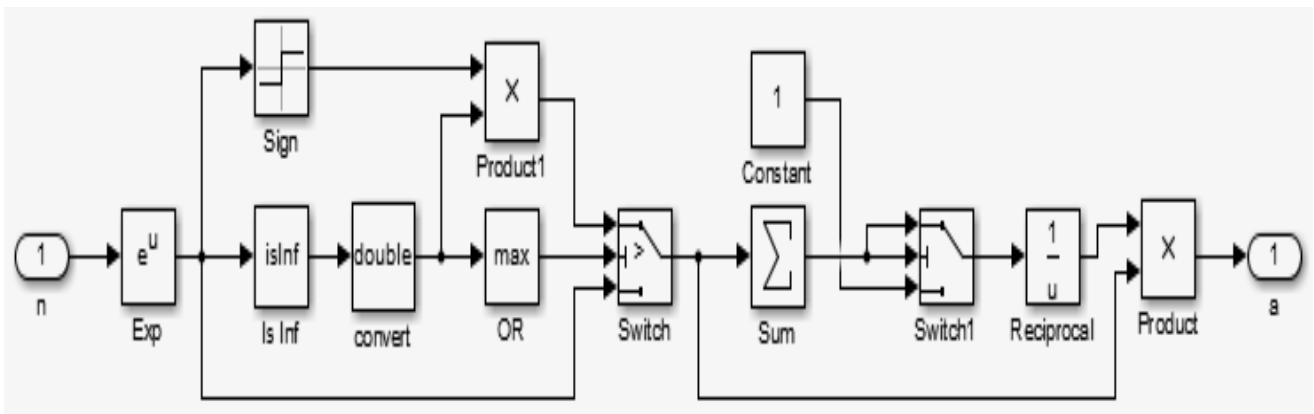 Sign
X
Product1
1
Constant
1
n
e^u
Exp
isInf
Is Inf
double
convert
max
OR
>
Switch
∑
Sum
Switch1
1
u
Reciprocal
X
Product
1
a